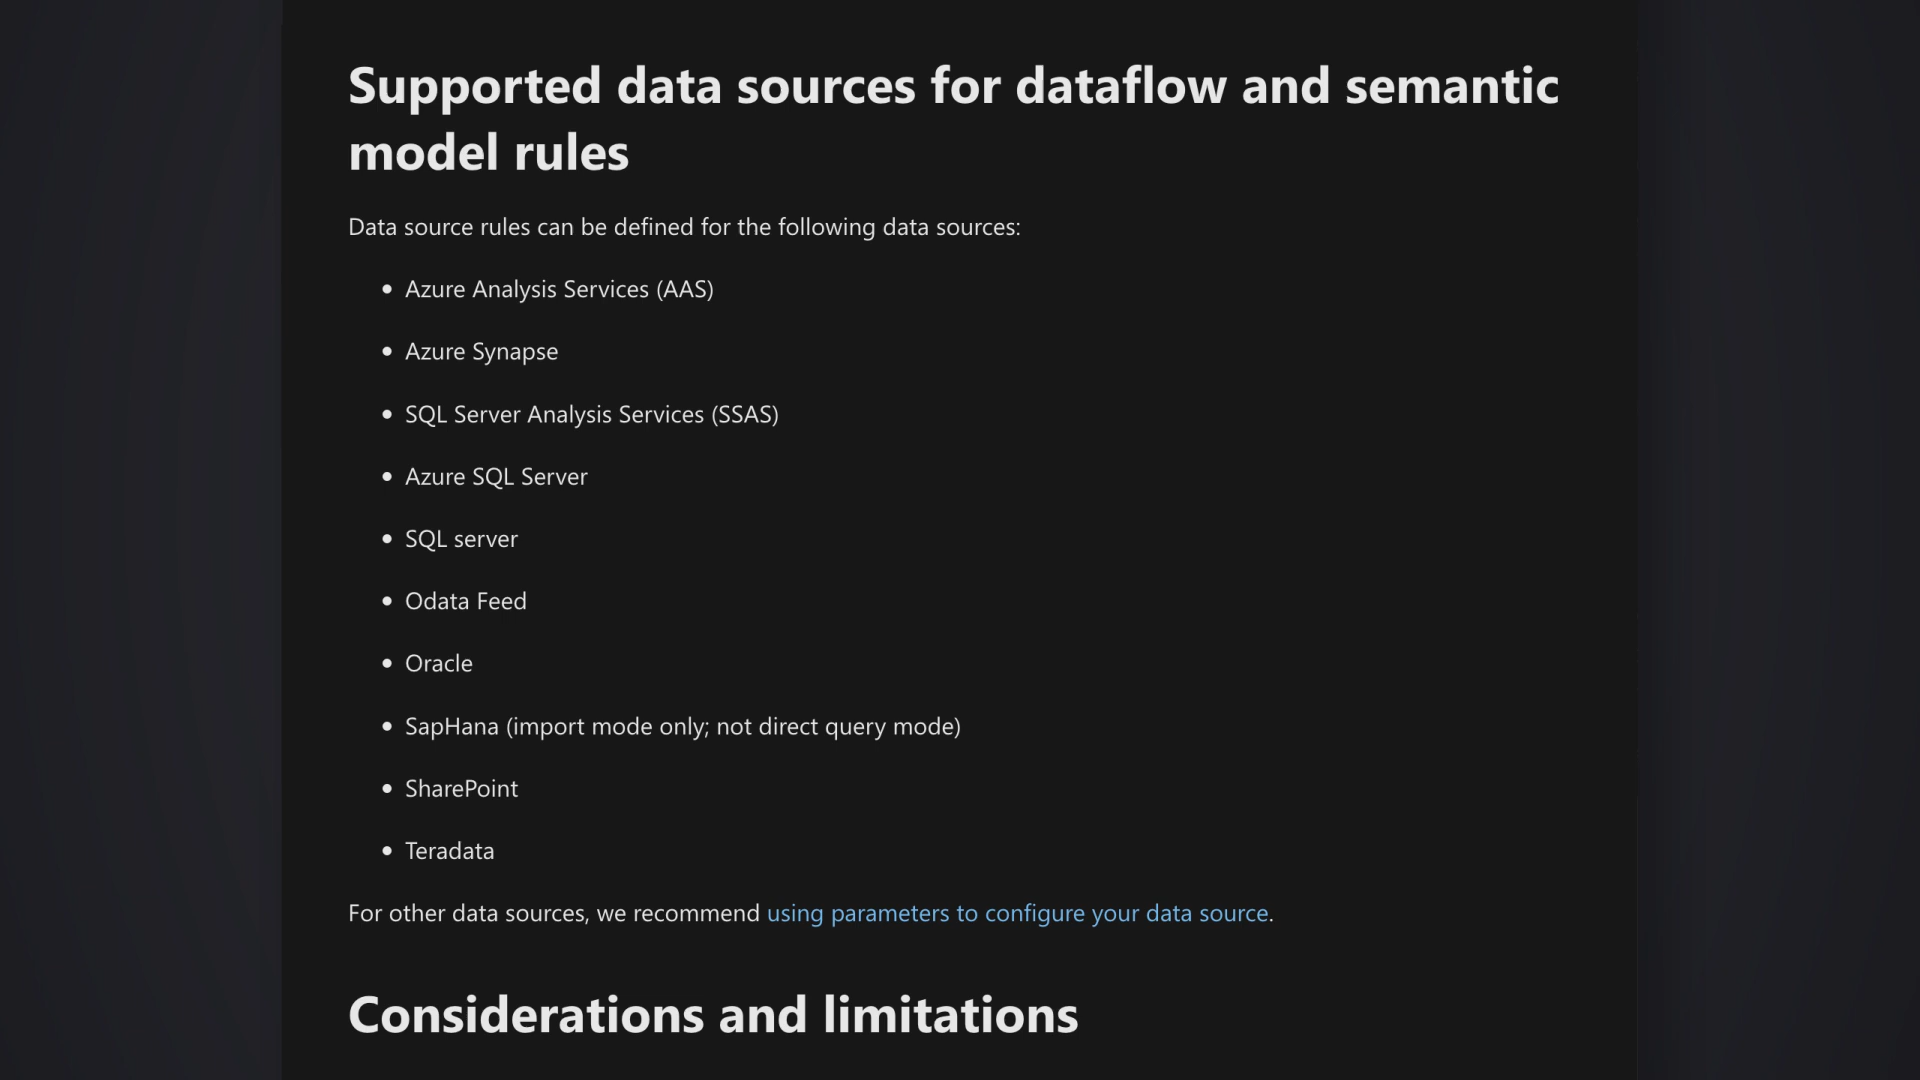 Supported data sources for dataflow and semantic
model rules
Data source rules can be defined for the following data sources:
• Azure Analysis Services (AAS)
• Azure Synapse
• SQL Server Analysis Services (SSAS)
• Azure SQL Server
• SQL server
• Odata Feed
• Oracle
• SapHana (import mode only; not direct query mode)
• SharePoint
• Teradata
For other data sources, we recommend using parameters to configure your data source.
Considerations and limitations